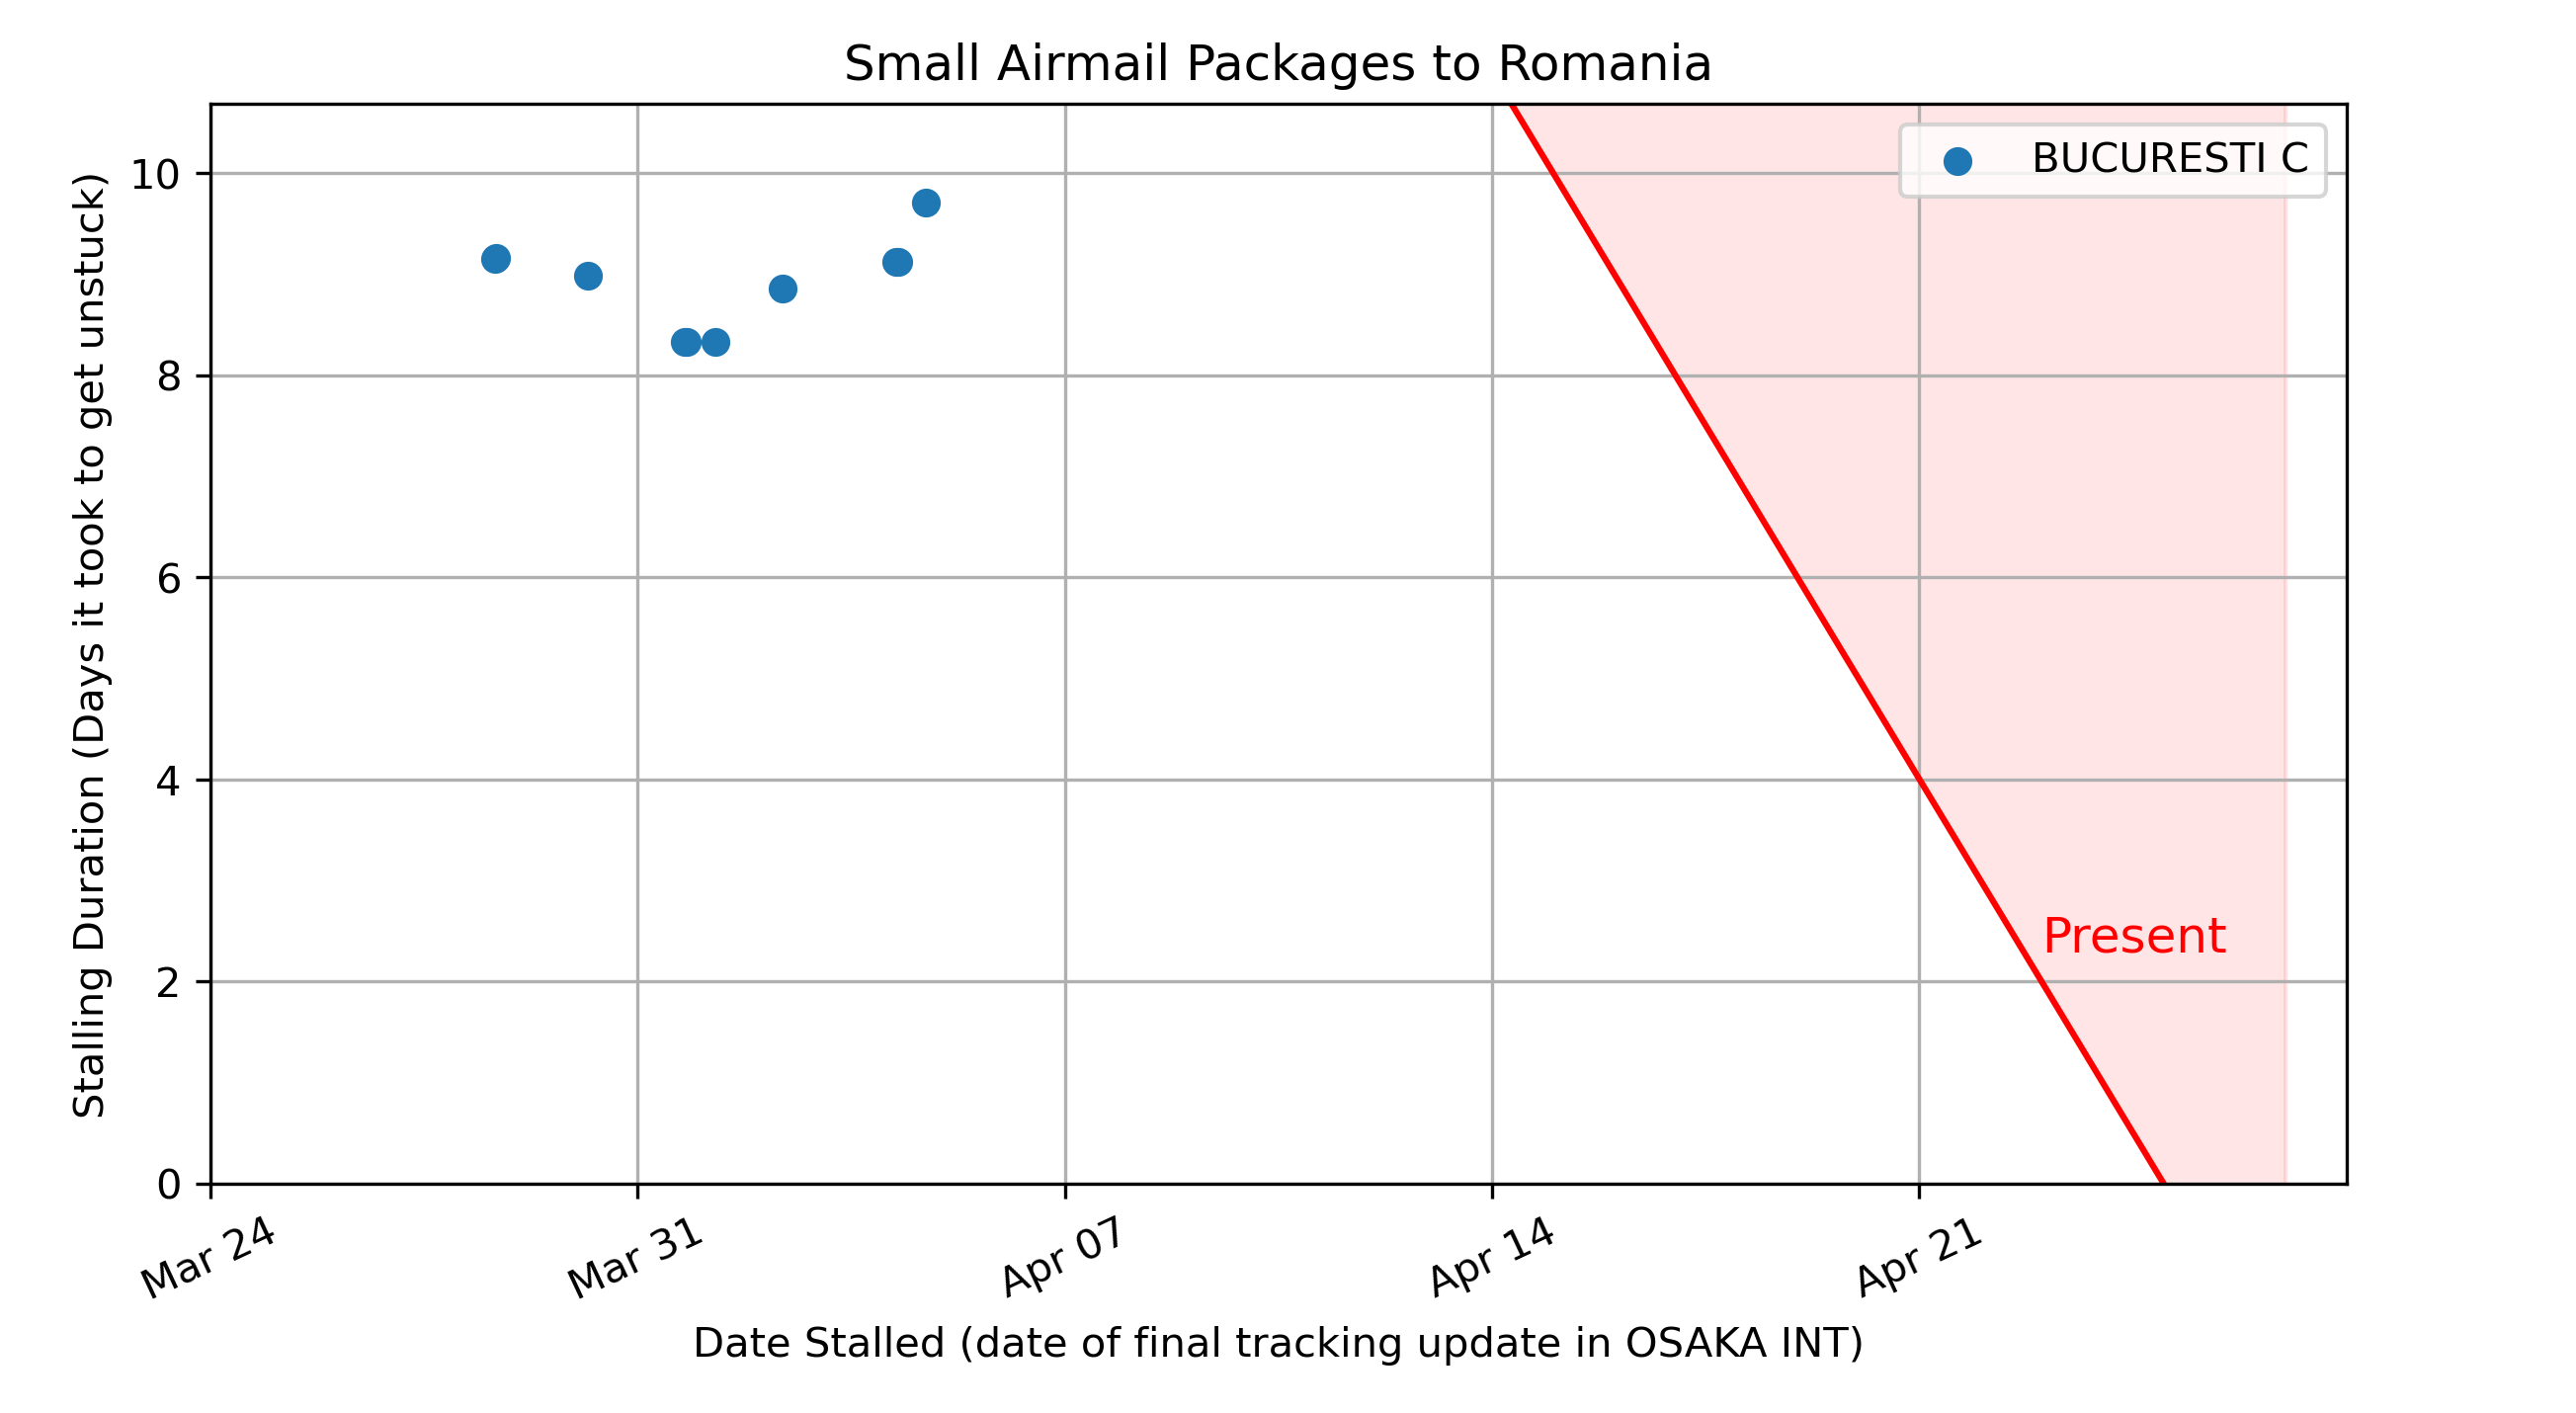 Small Airmail Packages to Romania
BUCURESTI C
Stalling Duration (Days it took to get unstuck)
10
8
6
4
2
0
Present
Mar 24
Mar 31
Apr 07
Apr 14
Apr 21
Date Stalled (date of final tracking update in OSAKA INT)